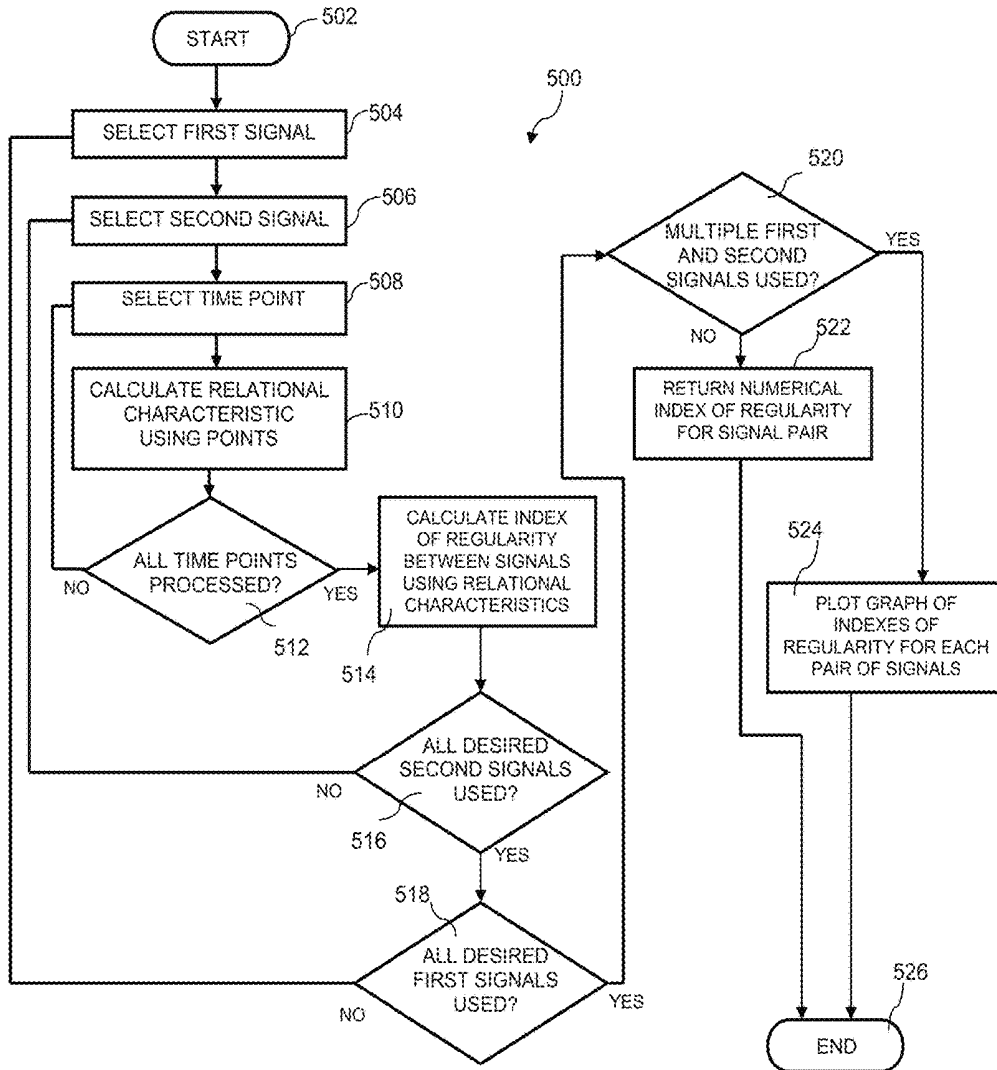 START
502
500
SELECT FIRST SIGNAL
504
SELECT SECOND SIGNAL
506
SELECT TIME POINT
508
CALCULATE RELATIONAL
CHARACTERISTIC
USING POINTS
510
ALL TIME POINTS
PROCESSED?
NO
YES
512
CALCULATE INDEX
OF REGULARITY
BETWEEN SIGNALS
USING RELATIONAL
CHARACTERISTICS
514
ALL DESIRED
SECOND SIGNALS
USED?
NO
516
YES
518
ALL DESIRED
FIRST SIGNALS
USED?
NO
YES
520
MULTIPLE FIRST
AND SECOND
SIGNALS USED?
YES
NO
522
RETURN NUMERICAL
INDEX OF REGULARITY
FOR SIGNAL PAIR
524
PLOT GRAPH OF
INDEXES OF
REGULARITY FOR EACH
PAIR OF SIGNALS
526
END